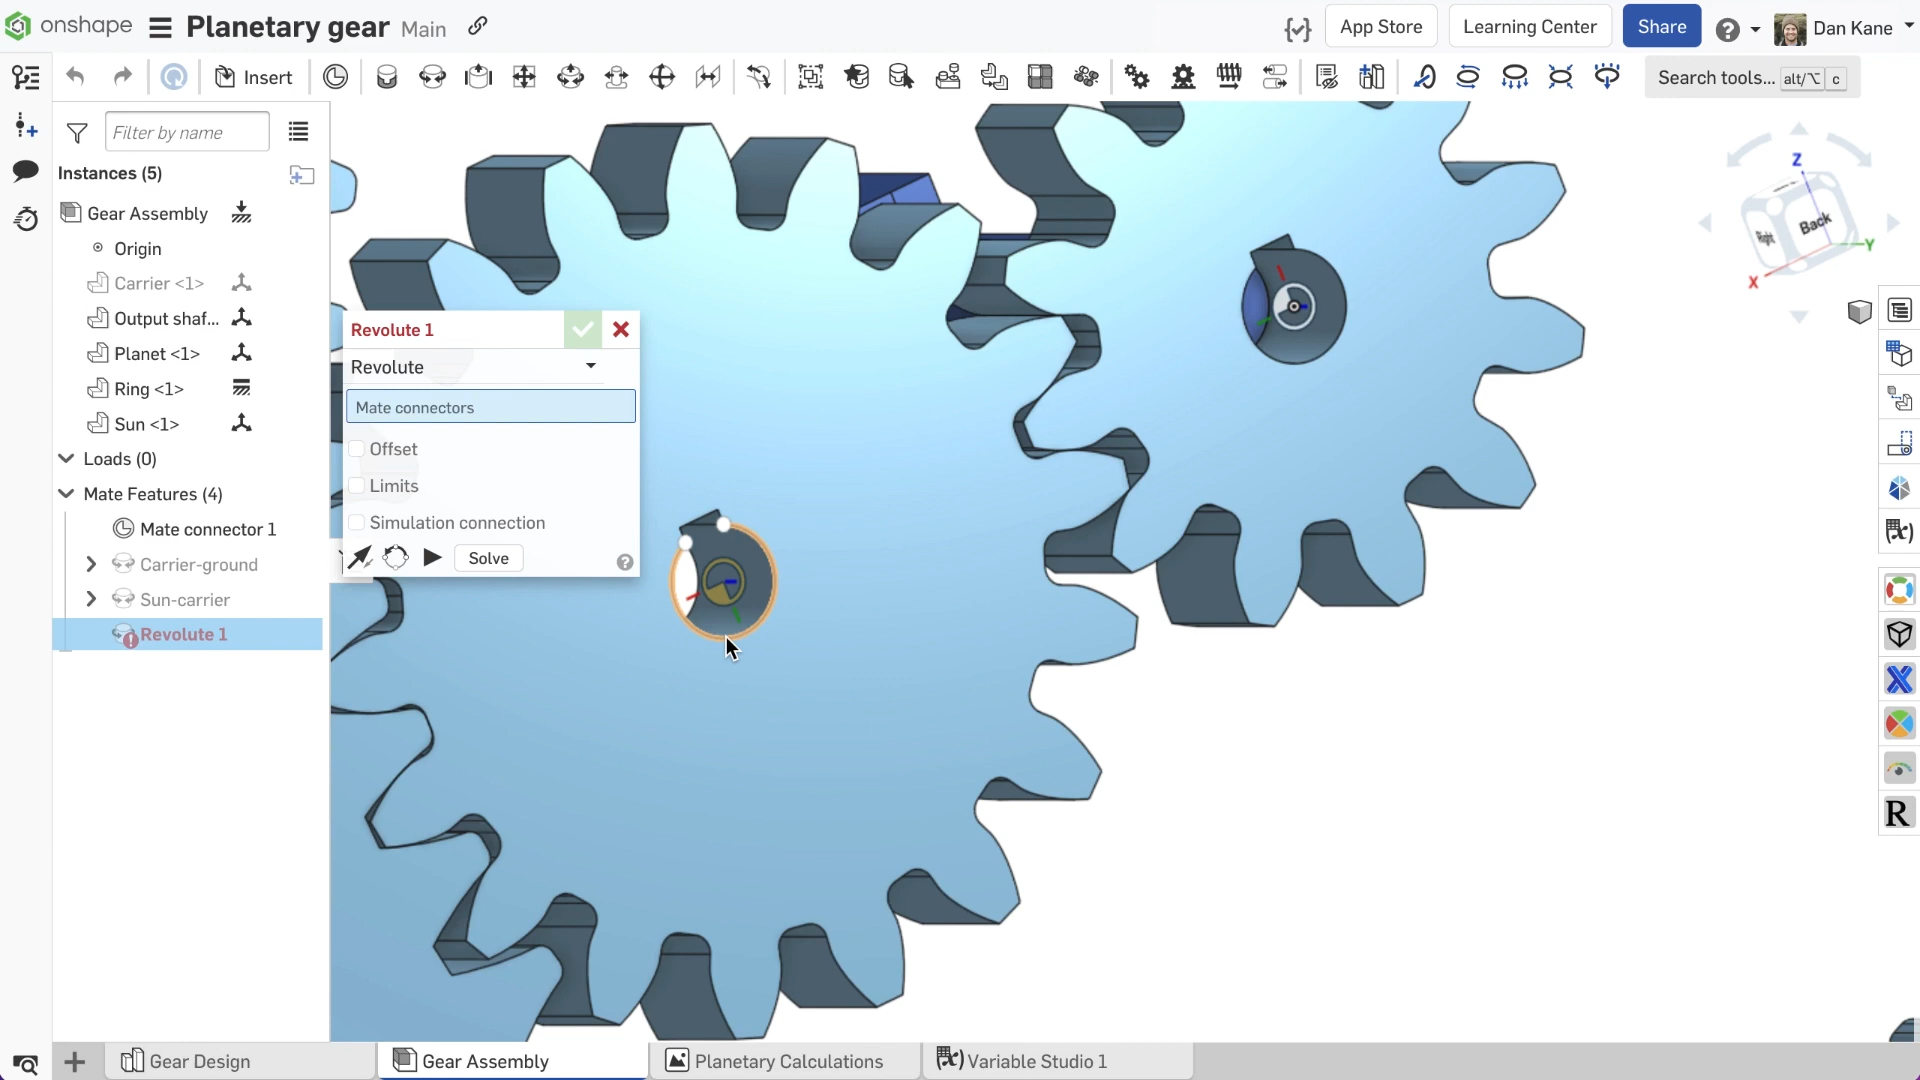 onshape
Planetary gear Main
App Store
Learning Center
Share
Dan Kane
Insert
Search tools... alt/⌥ c
Filter by name
Instances (5)
Gear Assembly
Origin
Carrier <1>
Output shaf...
Planet <1>
Ring <1>
Sun <1>
Loads (0)
Mate Features (4)
Mate connector 1
Carrier-ground
Sun-carrier
Revolute 1
Revolute 1
Revolute
Mate connectors
Offset
Limits
Simulation connection
Solve
Z
Back
Right
Y
X
R
Gear Design
Gear Assembly
Planetary Calculations
Variable Studio 1